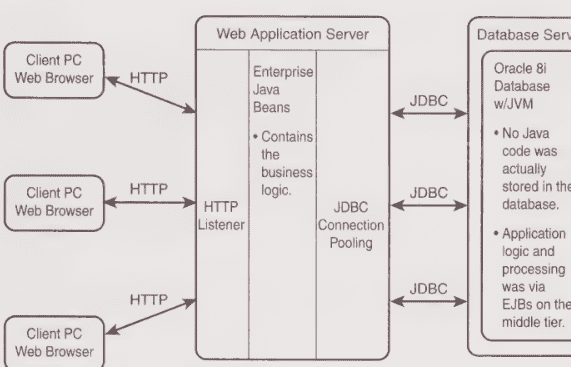 Client PC
Web Browser
HTTP
Client PC
Web Browser
HTTP
Client PC
Web Browser
HTTP
Web Application Server
HTTP
Listener
Enterprise
Java
Beans
• Contains
the
business
logic.
JDBC
Connection
Pooling
JDBC
JDBC
JDBC
Database Serv
Oracle 8i
Database
w/JVM
• No Java
code was
actually
stored in the
database.
• Application
logic and
processing
was via
EJBs on the
middle tier.